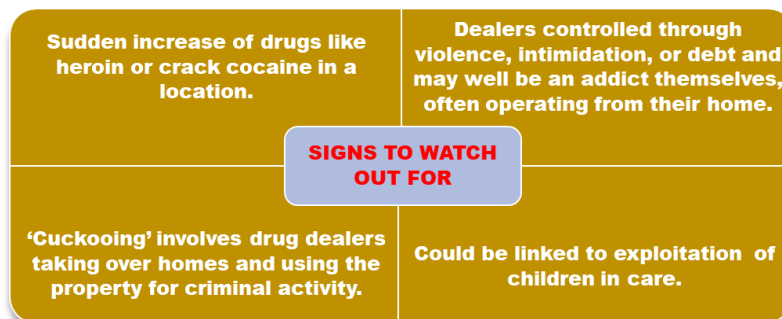 Sudden increase of drugs like
heroin or crack cocaine in a
location.
Dealers controlled through
violence, intimidation, or debt and
may well be an addict themselves,
often operating from their home.
SIGNS TO WATCH
OUT FOR
‘Cuckooing’ involves drug dealers
taking over homes and using the
property for criminal activity.
Could be linked to exploitation of
children in care.